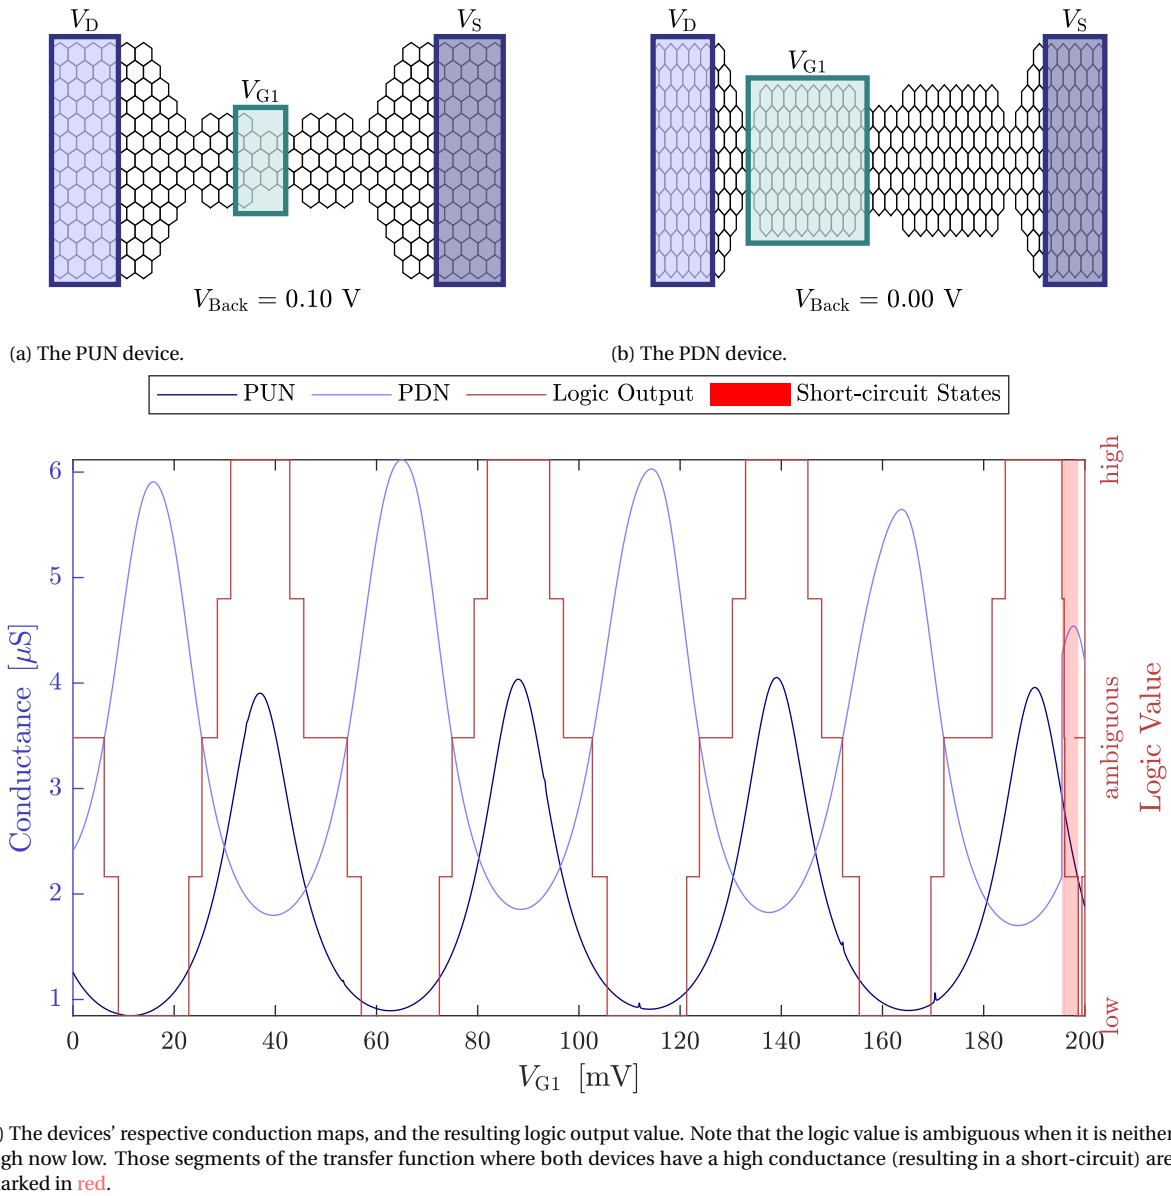 V_D V_S
V_G1
V_Back = 0.10 V
(a) The PUN device.
V_D V_S
V_G1
V_Back = 0.00 V
(b) The PDN device.
PUN PDN Logic Output Short-circuit States
Conductance [μS]
6
5
4
3
2
1
0 20 40 60 80 100 120 140 160 180 200
V_G1 [mV]
high
ambiguous
low
Logic Value
) The devices’ respective conduction maps, and the resulting logic output value. Note that the logic value is ambiguous when it is neither
gh now low. Those segments of the transfer function where both devices have a high conductance (resulting in a short-circuit) are
arked in red.